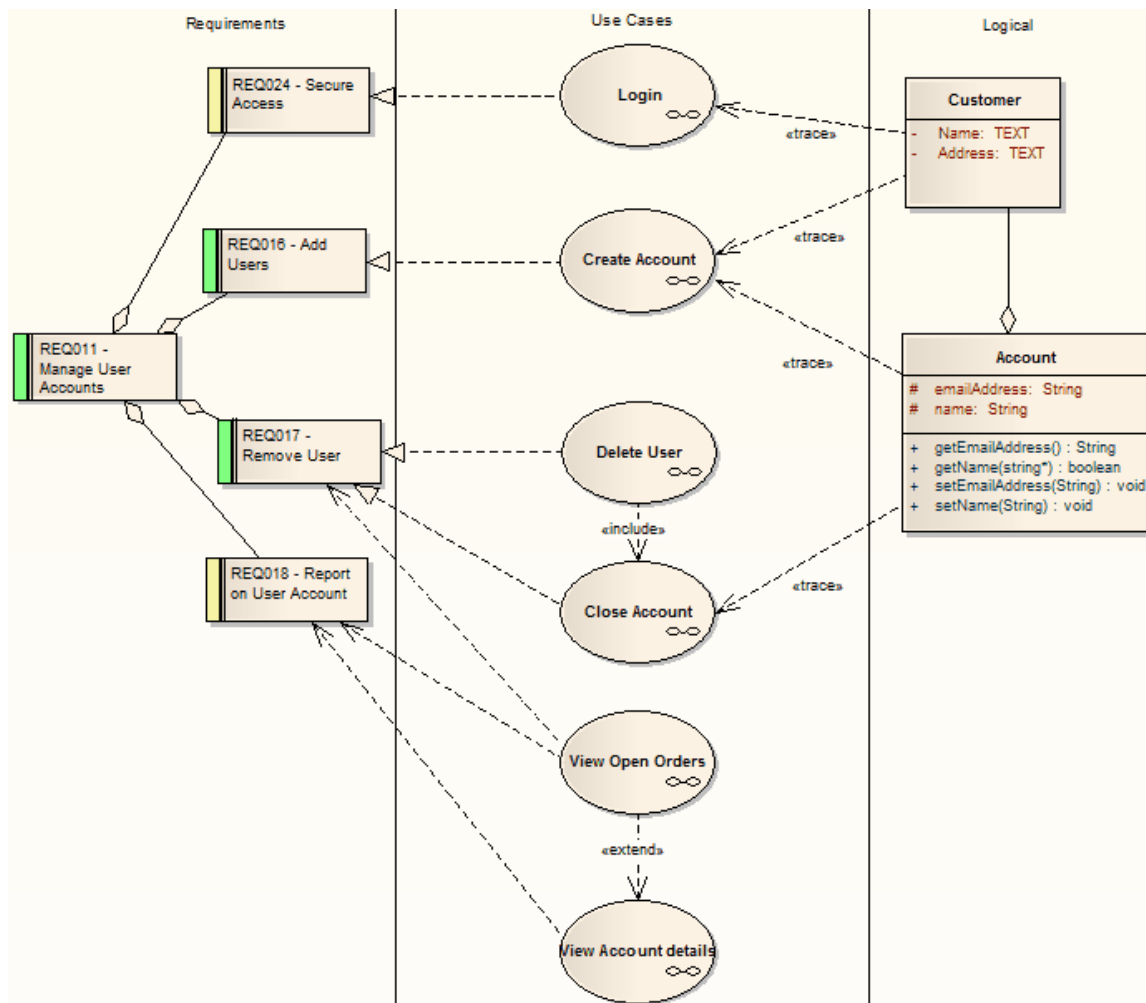 Requirements
Use Cases
Logical
REQ024 - Secure
Access
Login
Customer
- Name: TEXT
- Address: TEXT
«trace»
REQ016 - Add
Users
Create Account
«trace»
REQ011 -
Manage User
Accounts
«trace»
Account
# emailAddress: String
# name: String
+ getEmailAddress() : String
+ getName(string*) : boolean
+ setEmailAddress(String) : void
+ setName(String) : void
REQ017 -
Remove User
Delete User
«include»
REQ018 - Report
on User Account
Close Account
«trace»
View Open Orders
«extend»
View Account details